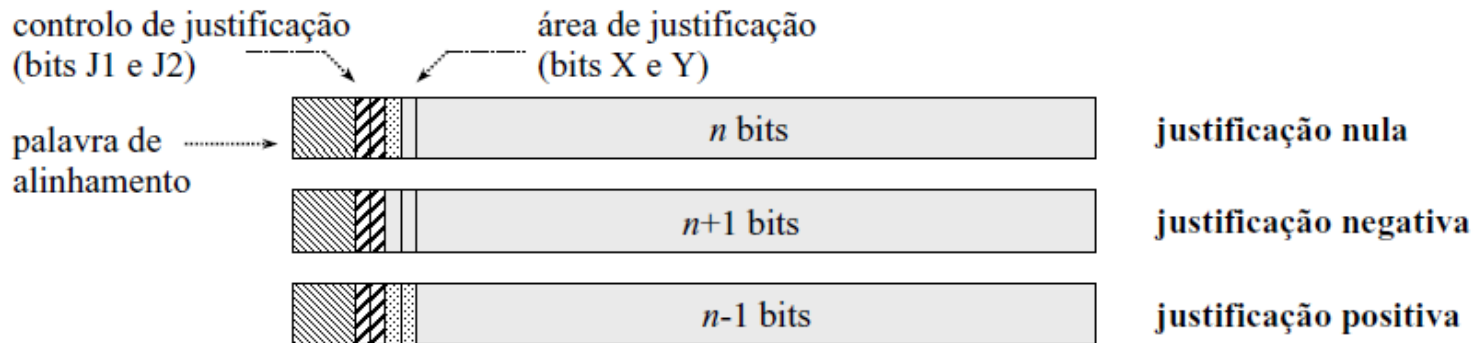 controlo de justificação
(bits J1 e J2)
área de justificação
(bits X e Y)
palavra de
alinhamento
n bits
justificação nula
n+1 bits
justificação negativa
n-1 bits
justificação positiva